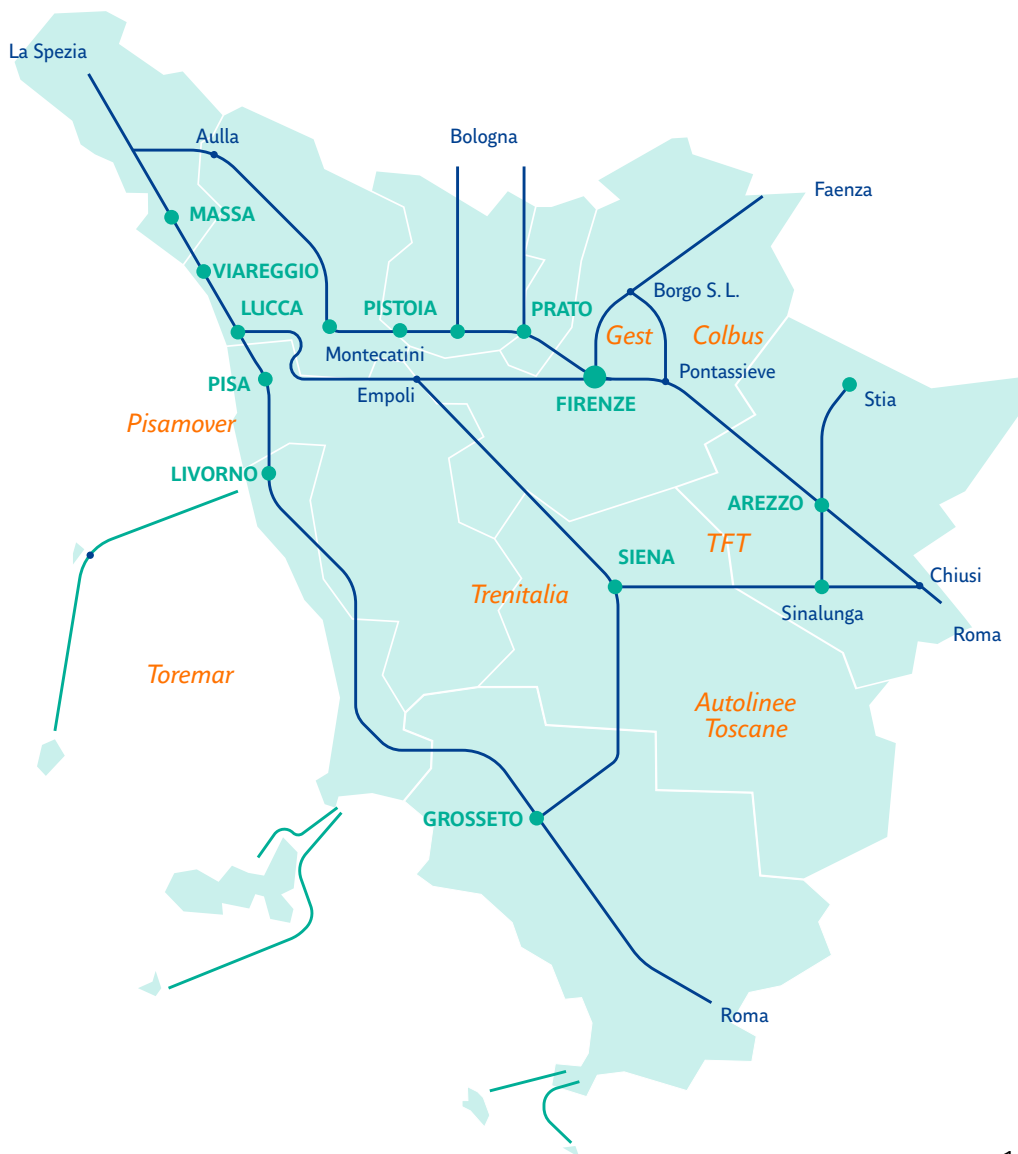 La Spezia
Aulla
Bologna
Faenza
MASSA
VIAREGGIO
Borgo S. L.
LUCCA
PISTOIA
PRATO
Gest
Colbus
Montecatini
Pontassieve
PISA
Empoli
FIRENZE
Stia
Pisamover
LIVORNO
AREZZO
TFT
SIENA
Chiusi
Trenitalia
Sinalunga
Roma
Toremar
Autolinee
Toscane
GROSSETO
Roma